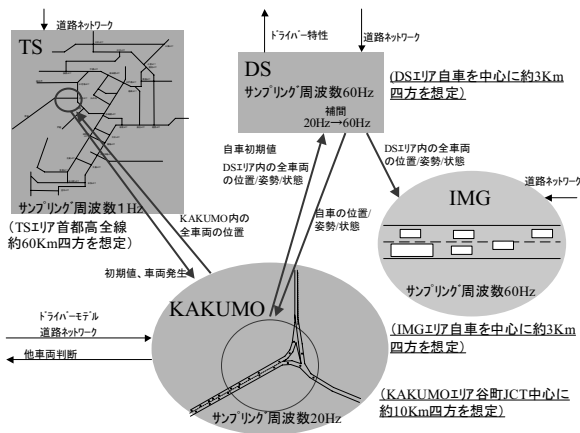 道路ネットワーク
TS
サンプリング周波数1Hz
(TSエリア首都高全線
約60Km四方を想定)
ドライバー特性
道路ネットワーク
DS
サンプリング周波数60Hz
補間
20Hz→60Hz
(DSエリア自車を中心に約3Km
四方を想定)
自車初期値
DSエリア内の全車両
の位置/姿勢/状態
DSエリア内の全車両
の位置/姿勢/状態
IMG
道路ネットワーク
サンプリング周波数60Hz
KAKUMO内の
全車両の位置
自車の位置/
姿勢/状態
初期値、車両発生
KAKUMO
ドライバーモデル
道路ネットワーク
他車両判断
サンプリング周波数20Hz
(IMGエリア自車を中心に約3Km
四方を想定)
(KAKUMOエリア谷町JCT中心に
約10Km四方を想定)